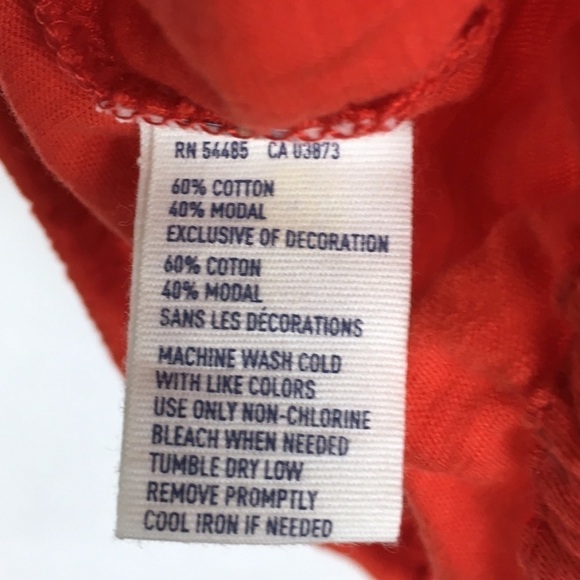 RN 54485 CA 03873
60% COTTON
40% MODAL
EXCLUSIVE OF DECORATION
60% COTON
40% MODAL
SANS LES DÉCORATIONS
MACHINE WASH COLD
WITH LIKE COLORS
USE ONLY NON-CHLORINE
BLEACH WHEN NEEDED
TUMBLE DRY LOW
REMOVE PROMPTLY
COOL IRON IF NEEDED